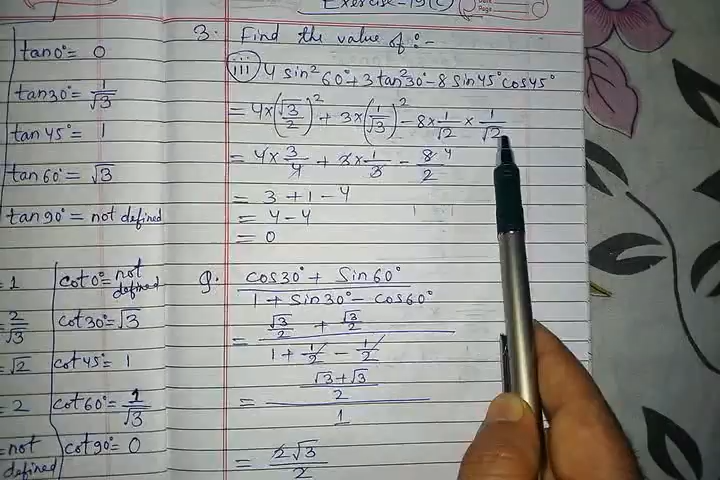 Exercise-19(C)
Date
Page
tan0° = 0
tan30° = 1/√3
tan45° = 1
tan60° = √3
tan90° = not defined
= 1
= 2/√3
= √2
= 2
= not defined
cot0° = not defined
cot30° = √3
cot45° = 1
cot60° = 1/√3
cot90° = 0
3. Find the value of :-
(iii) 4 sin²60° + 3 tan²30° - 8 sin45° cos45°
= 4×(√3/2)² + 3×(1/√3)² - 8×1/√2 × 1/√2
= 4×3/4 + 3×1/3 - 8/2 4
= 3 + 1 - 4
= 4 - 4
= 0
Q. cos30° + Sin60° / 1 + Sin30° - cos60°
= √3/2 + √3/2 / 1 + 1/2 - 1/2
= √3+√3/2 / 1
= 2√3/2